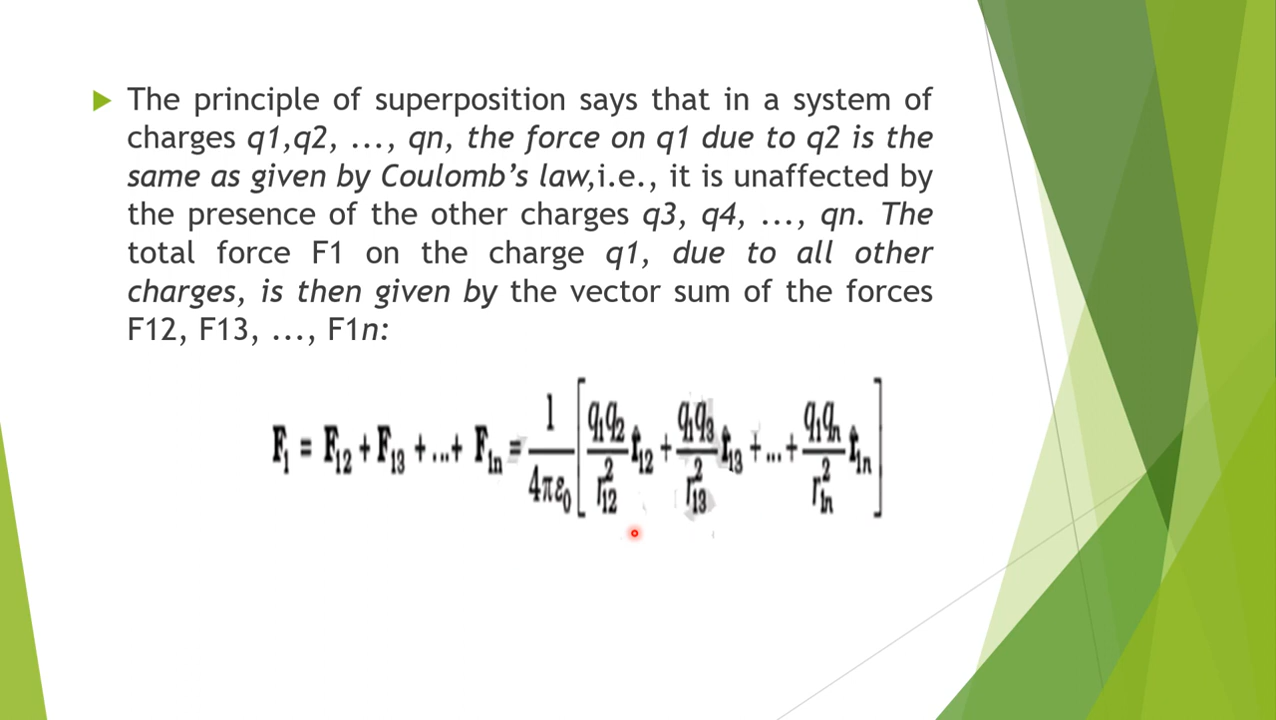 The principle of superposition says that in a system of
charges q1,q2, ..., qn, the force on q1 due to q2 is the
same as given by Coulomb’s law,i.e., it is unaffected by
the presence of the other charges q3, q4, ..., qn. The
total force F1 on the charge q1, due to all other
charges, is then given by the vector sum of the forces
F12, F13, ..., F1n:
F₁ = F₁₂ + F₁₃ + ...+ F₁ₙ = 1/4πε₀ [ q₁q₂/r₁₂² r̂₁₂ + q₁q₃/r₁₃² r̂₁₃ + ... + q₁qₙ/r₁ₙ² r̂₁ₙ ]